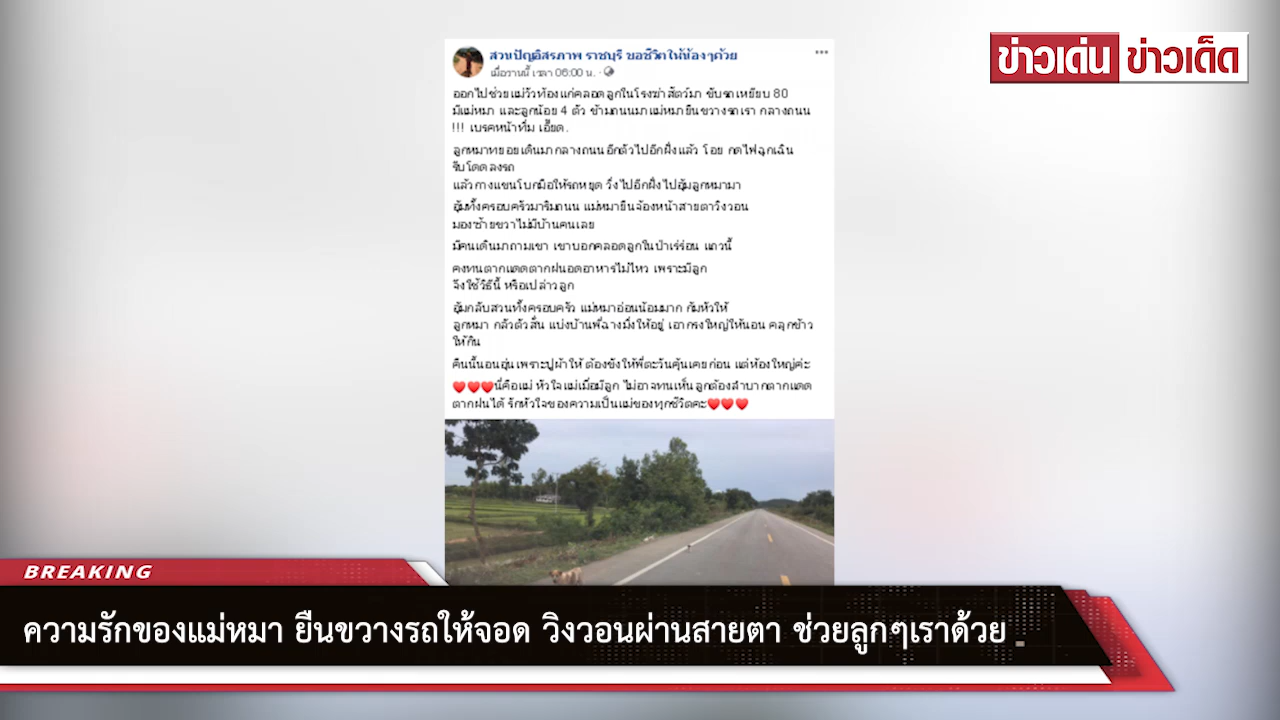 ข่าวเด่น ข่าวเด็ด
สวนปัญอิสรภาพ ราชบุรี ขอชีวิตให้น้องๆด้วย
เมื่อวานนี้ เวลา 06:00 น.
ออกไปช่วยแม่วัวท้องแก่คลอดลูกในโรงฆ่าสัตว์มา ขับรถเหยียบ 80
มีแม่หมา และลูกน้อย 4 ตัว ข้ามถนนมาแม่หมายืนขวางรถเรา กลางถนน
!!! เบรคหน้าทิ่ม เอี๊ยด.
ลูกหมาทยอยเดินมากลางถนนอีกตัวไปอีกฝั่งแล้ว โอย กดไฟฉุกเฉิน
รีบโดดลงรถ
แล้วกางแขนโบกมือให้รถหยุด วิ่งไปอีกฝั่งไปอุ้มลูกหมามา
อุ้มทั้งครอบครัวมาริมถนน แม่หมายืนจ้องหน้าสายตาวิงวอน
มองซ้ายขวาไม่มีบ้านคนเลย
มีคนเดินมาถามเขา เขาบอกคลอดลูกในป่าเร่ร่อน แถวนี้
คงทนตากแดดตากฝนอดอาหารไม่ไหว เพราะมีลูก
จึงใช้วิธีนี้ หรือเปล่าวลูก
อุ้มกลับสวนทั้งครอบครัว แม่หมาอ่อนน้อมมาก ก้มหัวให้
ลูกหมา กลัวตัวสั่น แบ่งบ้านพี่ฉางมิ่งให้อยู่ เอากรงใหญ่ให้นอน คลุกข้าว
ให้กิน
คืนนี้นอนอุ่นเพราะปูผ้าให้ ต้องขังให้พี่ตะวันคุ้นเคยก่อน แต่ห้องใหญ่ค่ะ
❤❤❤นี่คือแม่ หัวใจแม่เมื่อมีลูก ไม่อาจทนเห็นลูกต้องลำบากตากแดด
ตากฝนได้ รักหัวใจของความเป็นแม่ของทุกชีวิตคะ❤❤❤
BREAKING
ความรักของแม่หมา ยืนขวางรถให้จอด วิงวอนผ่านสายตา ช่วยลูกๆเราด้วย